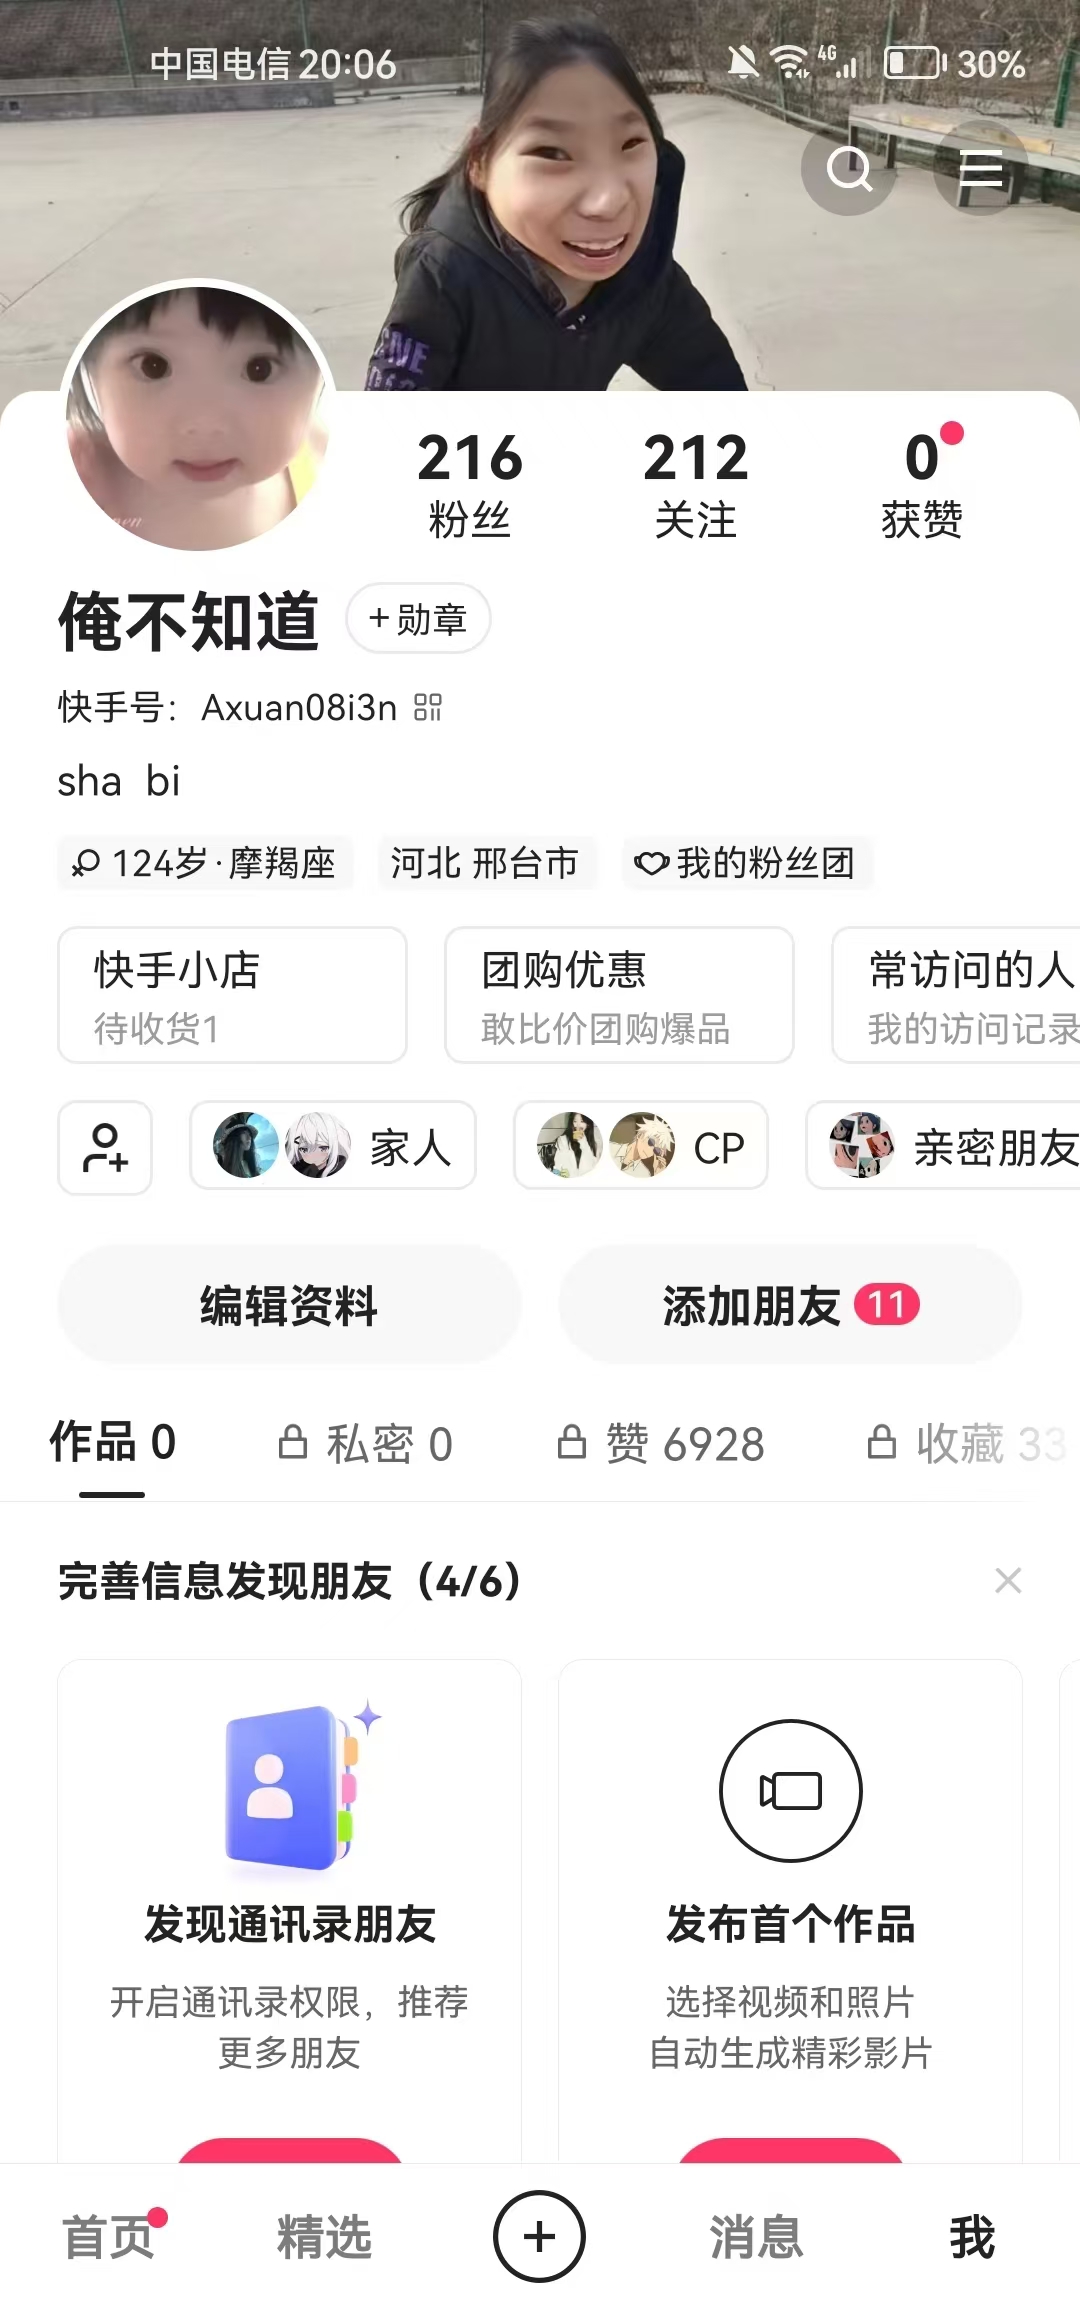 中国电信 20:06 4G 30%
NE
216 212 0
粉丝 关注 获赞
俺不知道 +勋章
快手号：Axuan08i3n
sha bi
124岁·摩羯座 河北 邢台市 我的粉丝团
快手小店 团购优惠 常访问的人
待收货1 敢比价团购爆品 我的访问记录
家人 CP 亲密朋友
编辑资料 添加朋友 11
作品 0 私密 0 赞 6928 收藏 33
完善信息发现朋友（4/6）
发现通讯录朋友 发布首个作品
开启通讯录权限，推荐 选择视频和照片
更多朋友 自动生成精彩影片
首页 精选 消息 我